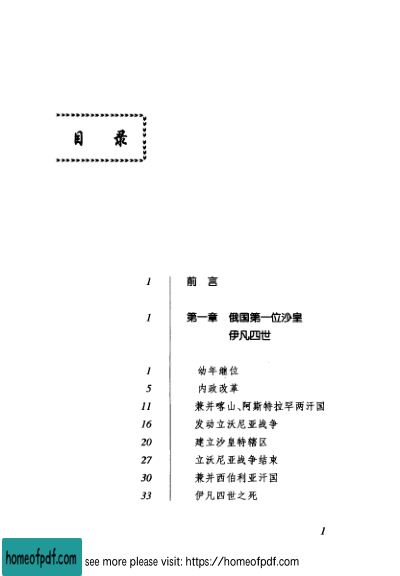 目 录
1 前 言
1 第一章 俄国第一位沙皇
伊凡四世
1 幼年继位
5 内政改革
11 兼并喀山、阿斯特拉罕两汗国
16 发动立沃尼亚战争
20 建立沙皇特辖区
27 立沃尼亚战争结束
30 兼并西伯利亚汗国
33 伊凡四世之死
1
homeofpdf.com see more please visit: https://homeofpdf.com